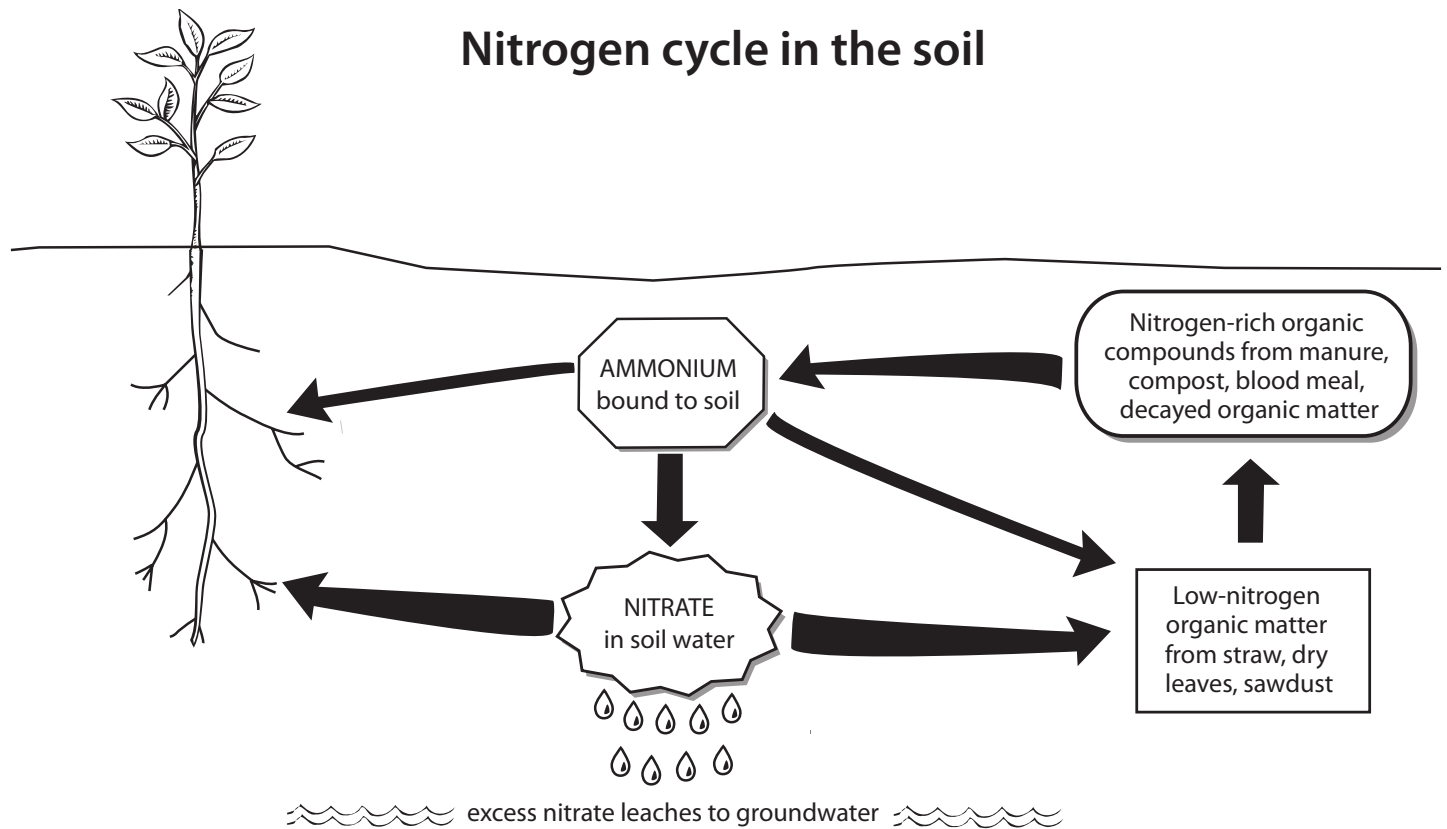 Nitrogen cycle in the soil
Nitrogen-rich organic
compounds from manure,
compost, blood meal,
decayed organic matter
AMMONIUM
bound to soil
NITRATE
in soil water
Low-nitrogen
organic matter
from straw, dry
leaves, sawdust
excess nitrate leaches to groundwater